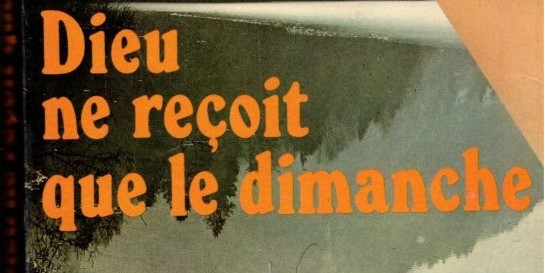 Dieu
ne reçoit
que le dimanche